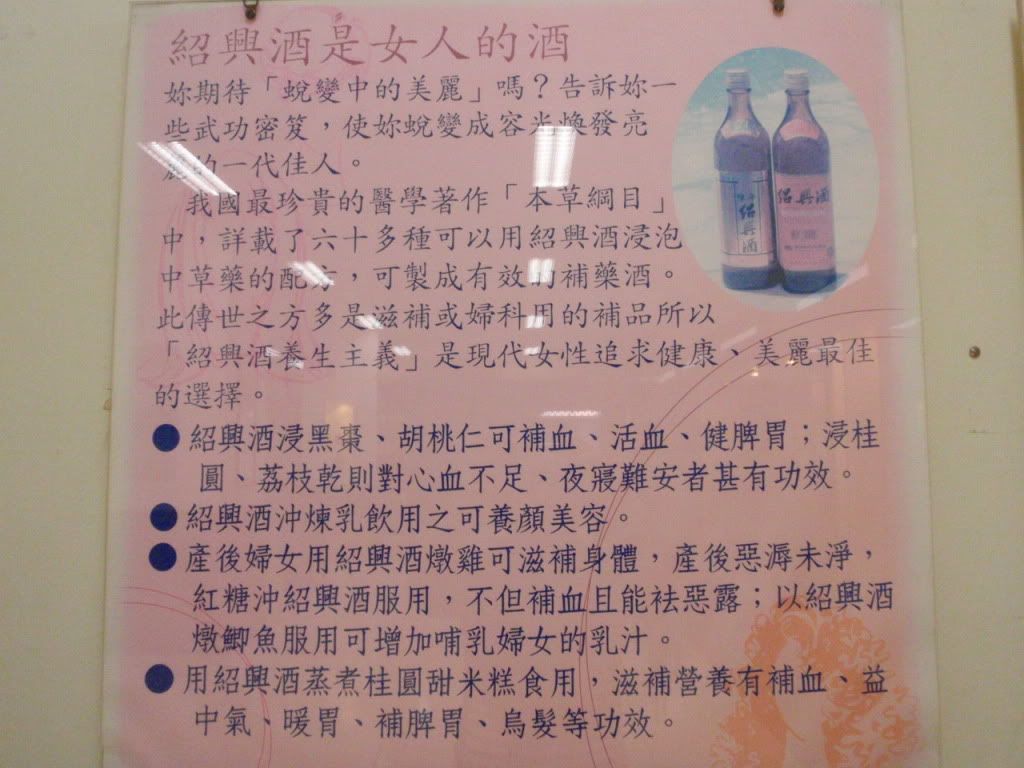 紹興酒是女人的酒
妳期待「蛻變中的美麗」嗎？告訴妳一
些武功密笈，使妳蛻變成容光煥發亮
麗的一代佳人。
我國最珍貴的醫學著作「本草綱目」
中，詳載了六十多種可以用紹興酒浸泡
中草藥的配方，可製成有效的補藥酒。
此傳世之方多是滋補或婦科用的補品所以
「紹興酒養生主義」是現代女性追求健康、美麗最佳
的選擇。
●紹興酒浸黑棗、胡桃仁可補血、活血、健脾胃；浸桂
圓、荔枝乾則對心血不足、夜寢難安者甚有功效。
●紹興酒沖煉乳飲用之可養顏美容。
●產後婦女用紹興酒燉雞可滋補身體，產後惡溽未淨，
紅糖沖紹興酒服用，不但補血且能祛惡露；以紹興酒
燉鯽魚服用可增加哺乳婦女的乳汁。
●用紹興酒蒸煮桂圓甜米糕食用，滋補營養有補血、益
中氣、暖胃、補脾胃、烏髮等功效。
紹興酒
紹興酒